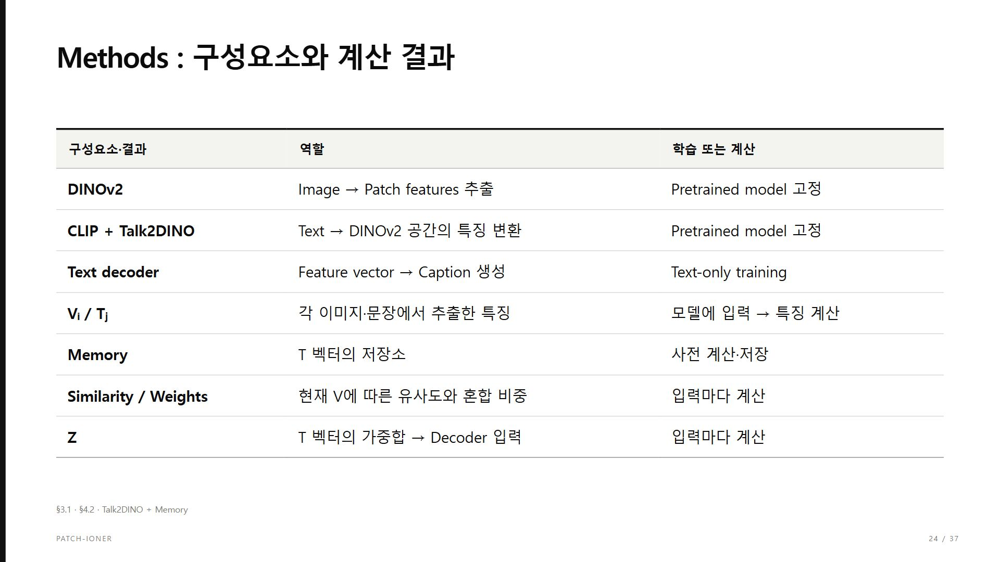 Methods : 구성요소와 계산 결과
구성요소·결과 역할 학습 또는 계산
DINOv2 Image → Patch features 추출 Pretrained model 고정
CLIP + Talk2DINO Text → DINOv2 공간의 특징 변환 Pretrained model 고정
Text decoder Feature vector → Caption 생성 Text-only training
Vᵢ / Tⱼ 각 이미지·문장에서 추출한 특징 모델에 입력 → 특징 계산
Memory T 벡터의 저장소 사전 계산·저장
Similarity / Weights 현재 V에 따른 유사도와 혼합 비중 입력마다 계산
Z T 벡터의 가중합 → Decoder 입력 입력마다 계산
§3.1 · §4.2 · Talk2DINO + Memory
PATCH-IONER 24 / 37